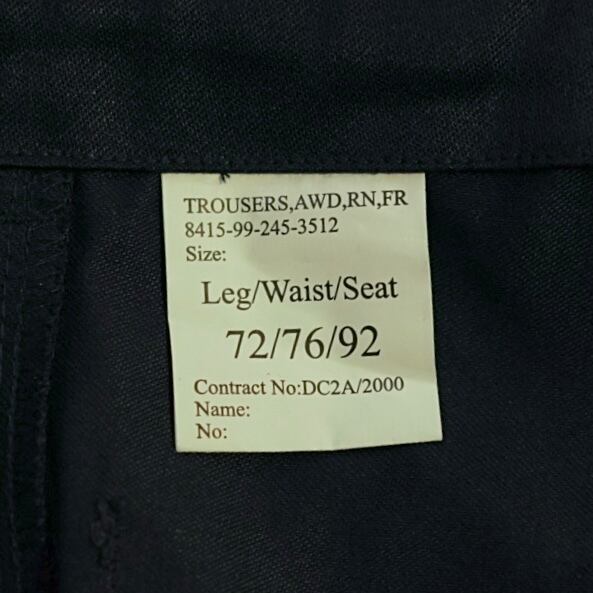 TROUSERS,AWD,RN,FR
8415-99-245-3512
Size:
Leg/Waist/Seat
72/76/92
Contract No:DC2A/2000
Name:
No: